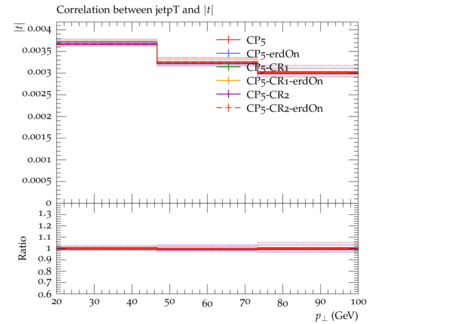 Correlation between jetpT and |t|
|t|
0.004
0.0035
0.003
0.0025
0.002
0.0015
0.001
0.0005
0
CP5
CP5-erdOn
CP5-CR1
CP5-CR1-erdOn
CP5-CR2
CP5-CR2-erdOn
Ratio
1.3
1.2
1.1
1
0.9
0.8
0.7
0.6
20 30 40 50 60 70 80 90 100
p⊥ (GeV)